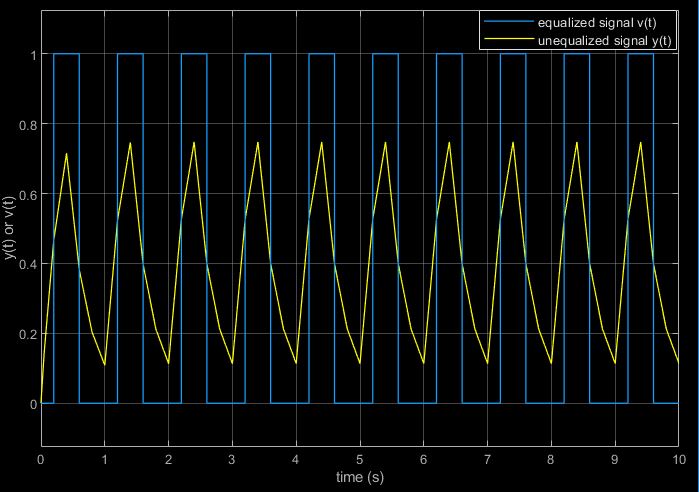 equalized signal v(t)
unequalized signal y(t)
1
0.8
0.6
0.4
0.2
0
y(t) or v(t)
0 1 2 3 4 5 6 7 8 9 10
time (s)